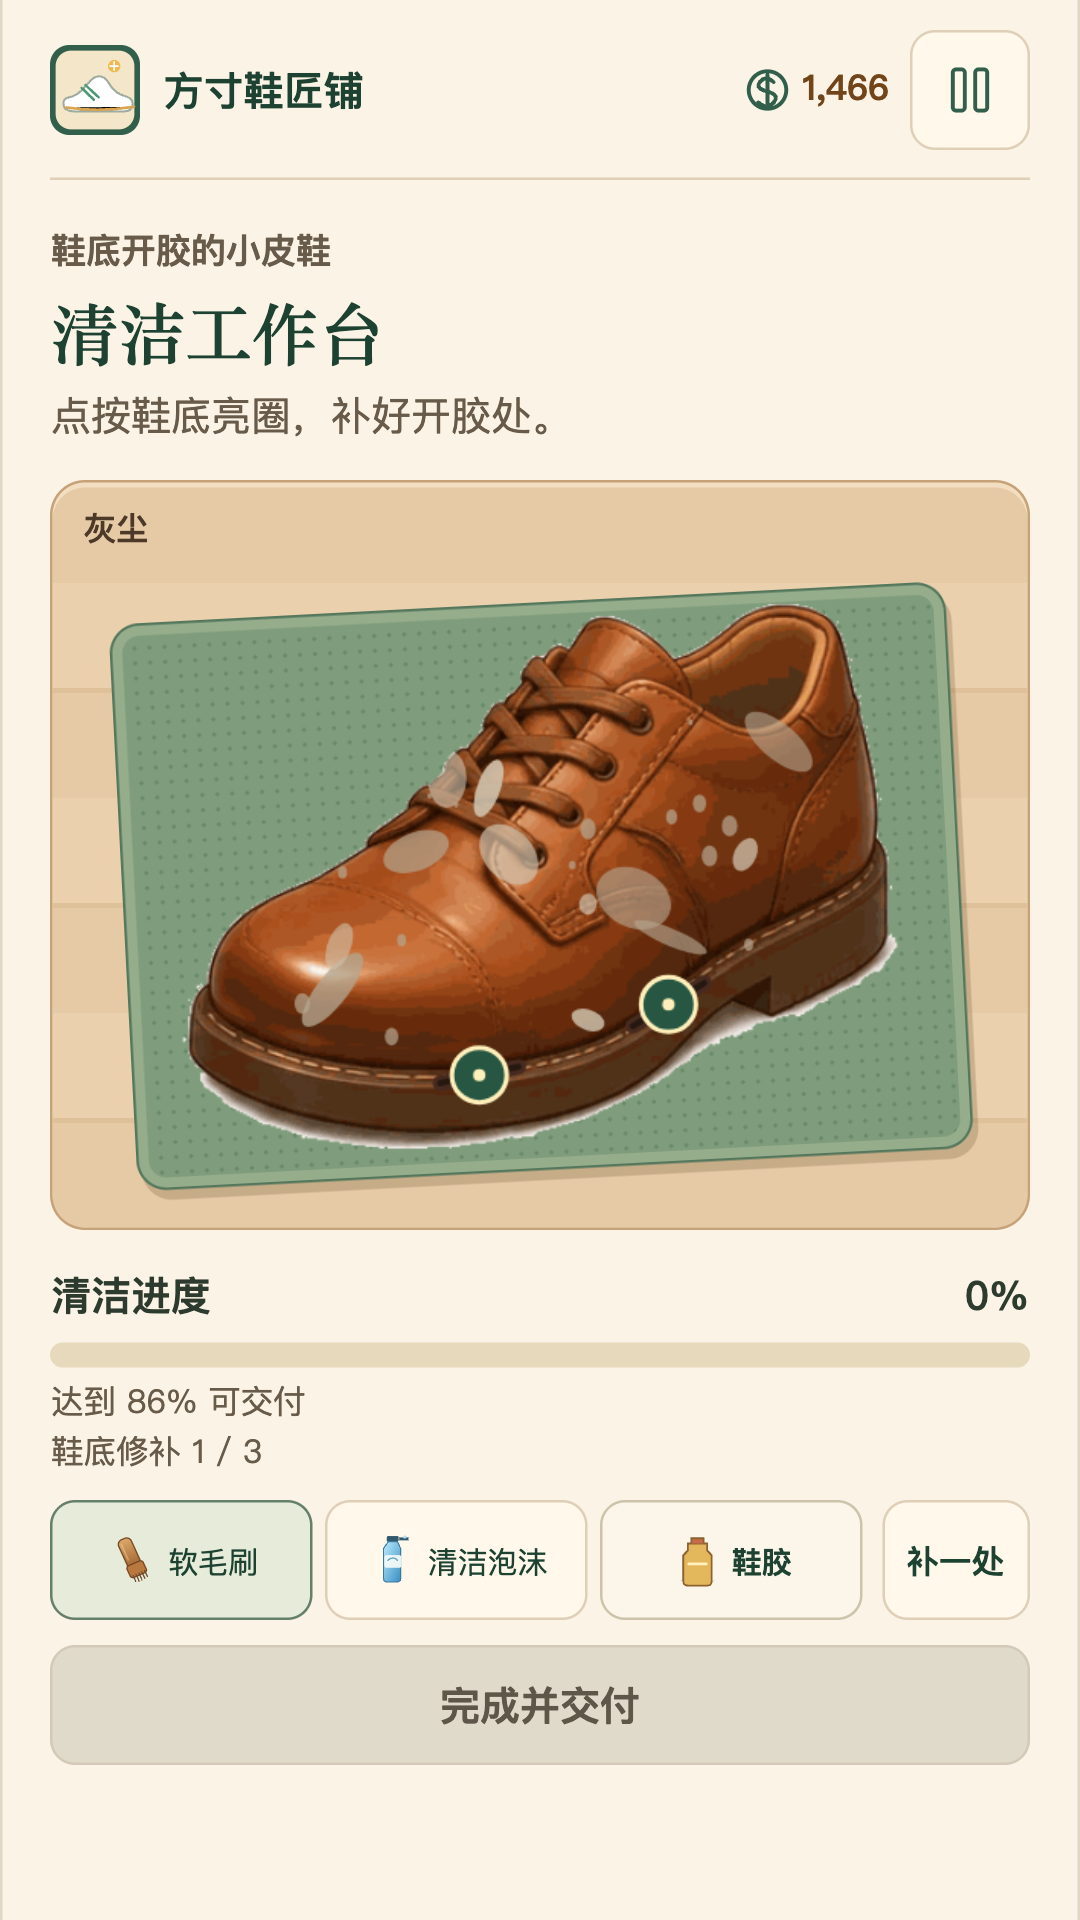 方寸鞋匠铺
1,466
鞋底开胶的小皮鞋
清洁工作台
点按鞋底亮圈，补好开胶处。
灰尘
清洁进度
0%
达到 86% 可交付
鞋底修补 1 / 3
软毛刷
清洁泡沫
鞋胶
补一处
完成并交付